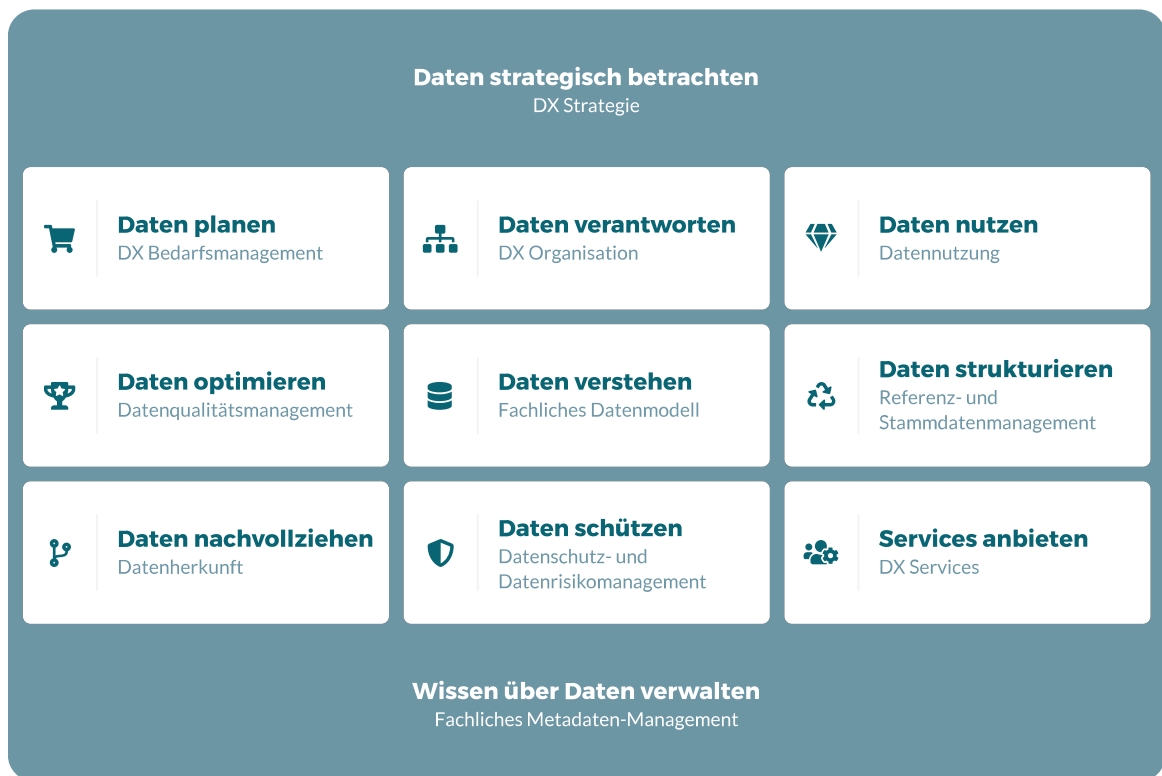 Daten strategisch betrachten
DX Strategie
Daten planen
DX Bedarfsmanagement
Daten verantworten
DX Organisation
Daten nutzen
Datennutzung
Daten optimieren
Datenqualitätsmanagement
Daten verstehen
Fachliches Datenmodell
Daten strukturieren
Referenz- und
Stammdatenmanagement
Daten nachvollziehen
Datenherkunft
Daten schützen
Datenschutz- und
Datenrisikomanagement
Services anbieten
DX Services
Wissen über Daten verwalten
Fachliches Metadaten-Management